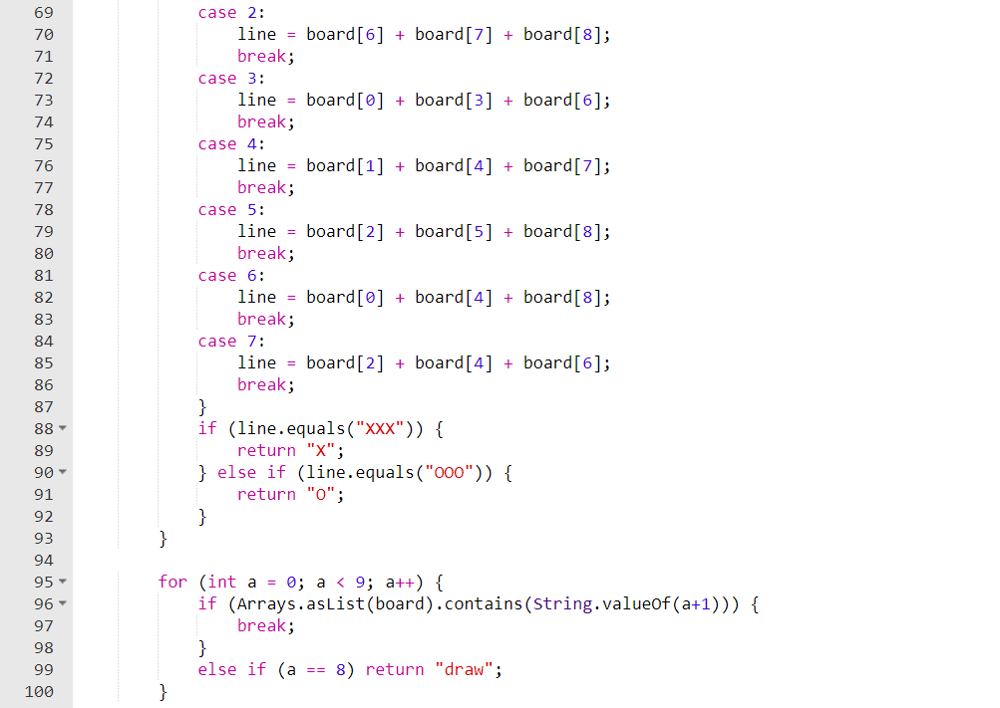 69 case 2:
70 line = board[6] + board[7] + board[8];
71 break;
72 case 3:
73 line = board[0] + board[3] + board[6];
74 break;
75 case 4:
76 line = board[1] + board[4] + board[7];
77 break;
78 case 5:
79 line = board[2] + board[5] + board[8];
80 break;
81 case 6:
82 line = board[0] + board[4] + board[8];
83 break;
84 case 7:
85 line = board[2] + board[4] + board[6];
86 break;
87 }
88 if (line.equals("XXX")) {
89 return "X";
90 } else if (line.equals("OOO")) {
91 return "O";
92 }
93 }
94
95 for (int a = 0; a < 9; a++) {
96 if (Arrays.asList(board).contains(String.valueOf(a+1))) {
97 break;
98 }
99 else if (a == 8) return "draw";
100 }